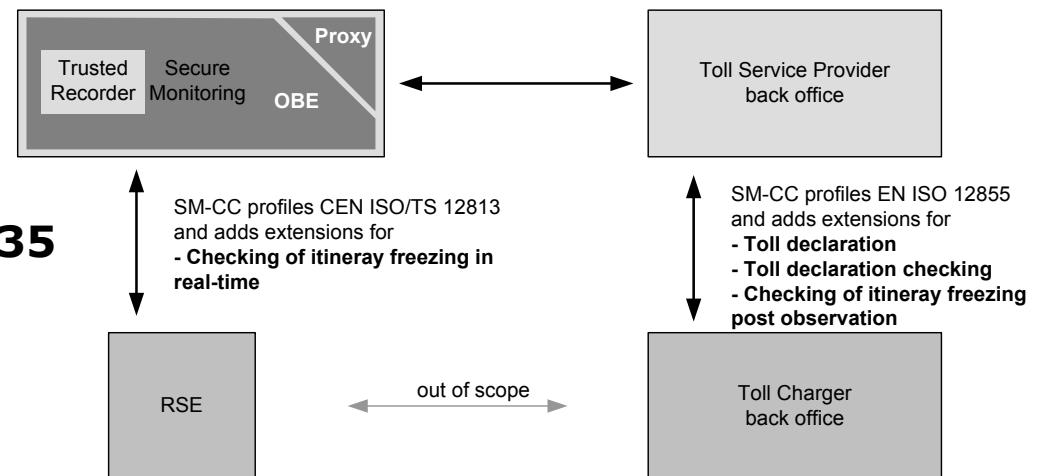 Proxy
Trusted
Recorder
Secure
Monitoring
OBE
Toll Service Provider
back office
SM-CC profiles CEN ISO/TS 12813
and adds extensions for
- Checking of itineray freezing in
real-time
SM-CC profiles EN ISO 12855
and adds extensions for
- Toll declaration
- Toll declaration checking
- Checking of itineray freezing
post observation
35
RSE
out of scope
Toll Charger
back office